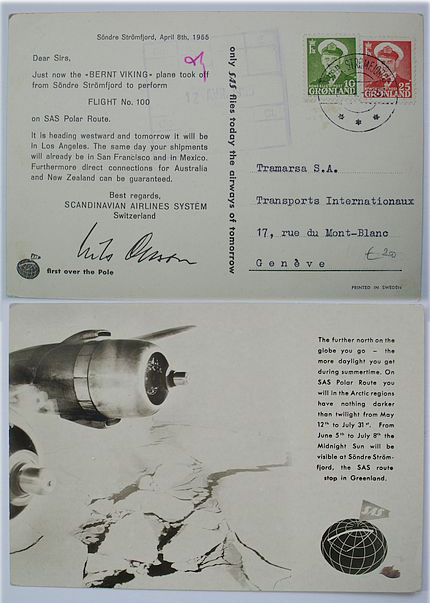 Söndre Strömfjord, April 8th, 1955
Dear Sirs,
Just now the «BERNT VIKING» plane took off
from Söndre Strömfjord to perform
FLIGHT No. 100
on SAS Polar Route.
It is heading westward and tomorrow it will be
in Los Angeles. The same day your shipments
will already be in San Francisco and in Mexico.
Furthermore direct connections for Australia
and New Zealand can be guaranteed.
Best regards,
SCANDINAVIAN AIRLINES SYSTEM
Switzerland
first over the Pole
only SAS flies today the airways of tomorrow
10
GRØNLAND
25
GRØNLAND
Tramarsa S.A.
Transports Internationaux
17, rue du Mont-Blanc
Genève
PRINTED IN SWEDEN
The further north on the
globe you go – the
more daylight you get
during summertime. On
SAS Polar Route you
will in the Arctic regions
have nothing darker
than twilight from May
12th to July 31st. From
June 5th to July 8th the
Midnight Sun will be
visible at Söndre Ström-
fjord, the SAS route
stop in Greenland.
SAS